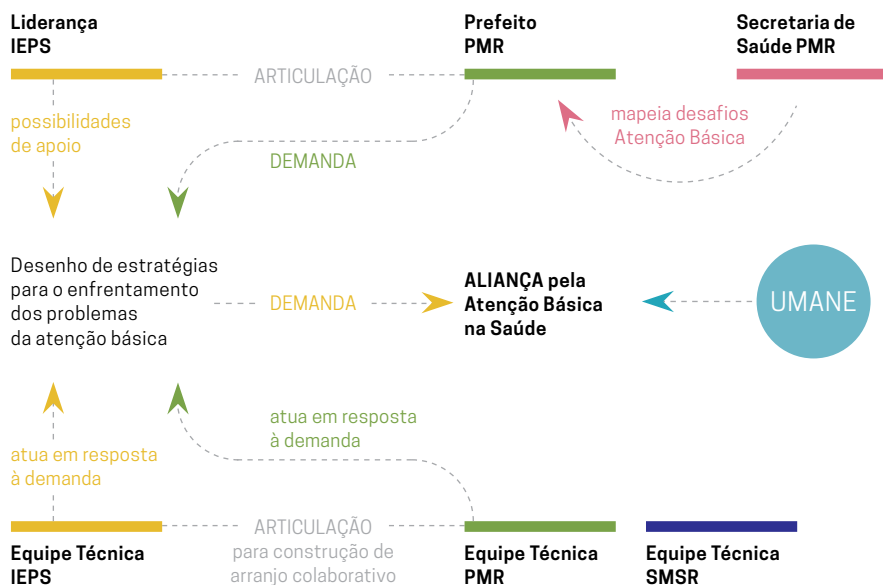 Liderança
IEPS
Prefeito
PMR
Secretaria de
Saúde PMR
ARTICULAÇÃO
possibilidades
de apoio
mapeia desafios
Atenção Básica
DEMANDA
Desenho de estratégias
para o enfrentamento
dos problemas
da atenção básica
DEMANDA
ALIANÇA pela
Atenção Básica
na Saúde
UMANE
atua em resposta
à demanda
atua em resposta
à demanda
ARTICULAÇÃO
para construção de
arranjo colaborativo
Equipe Técnica
IEPS
Equipe Técnica
PMR
Equipe Técnica
SMSR